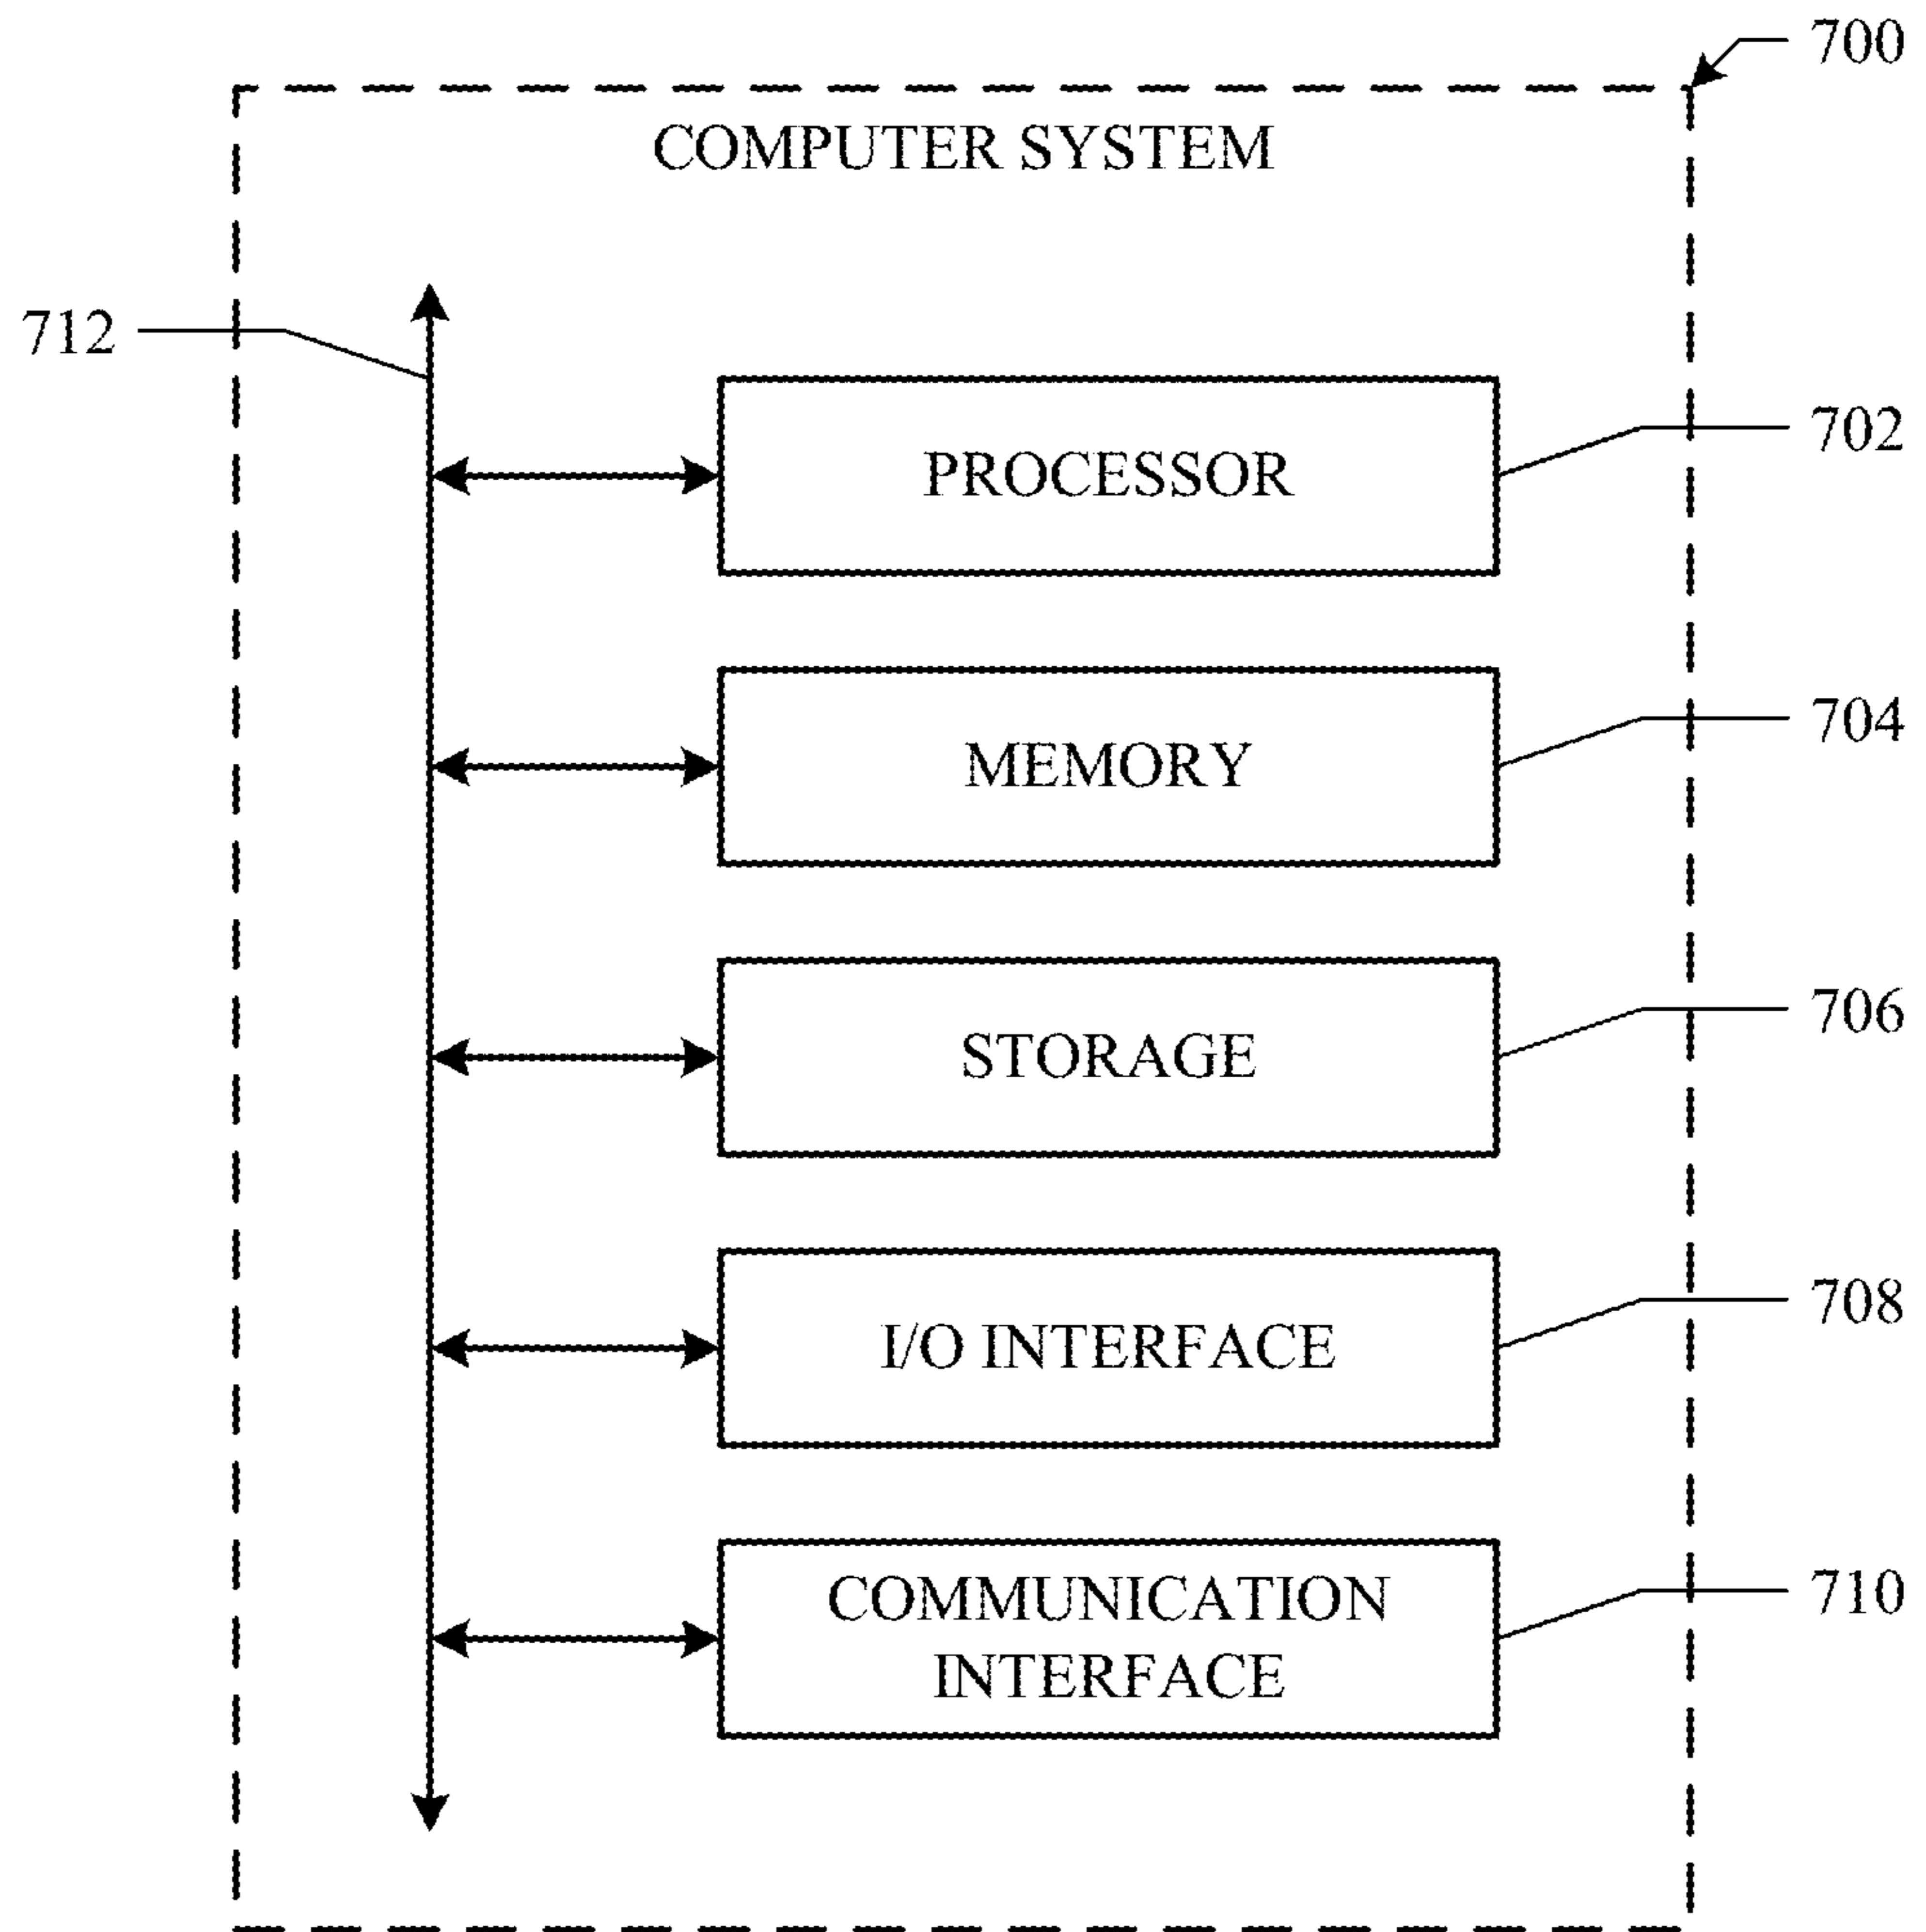 700
COMPUTER SYSTEM
712
702
PROCESSOR
704
MEMORY
706
STORAGE
708
I/O INTERFACE
710
COMMUNICATION
INTERFACE